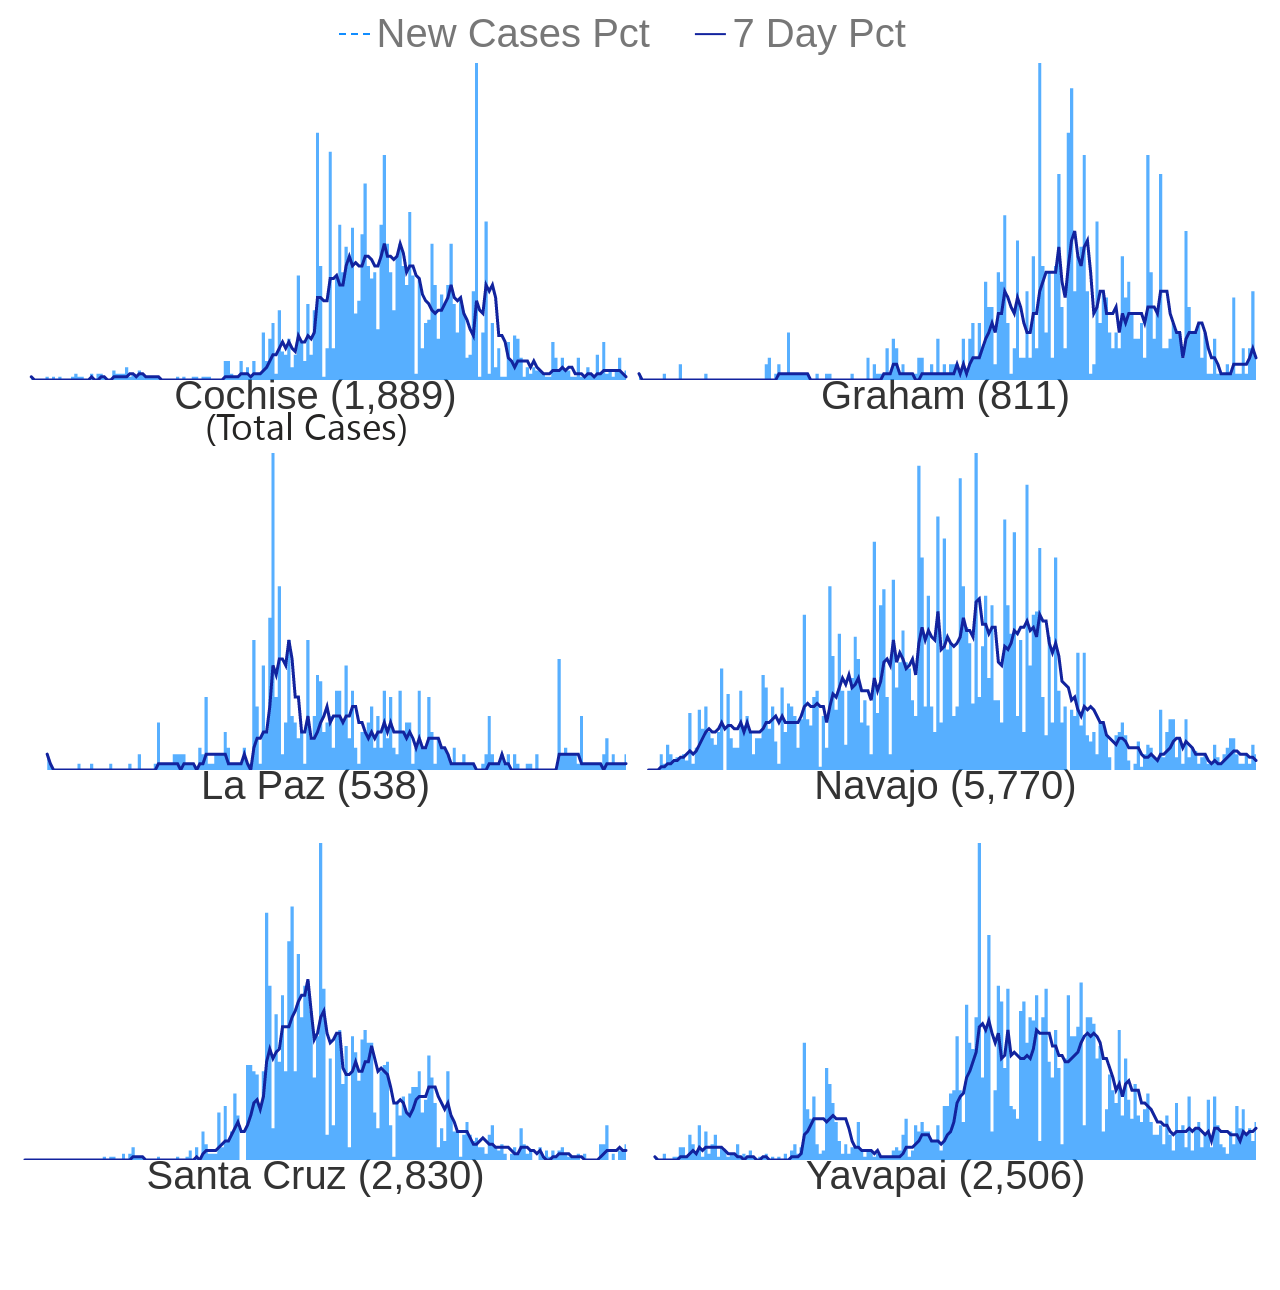 New Cases Pct 7 Day Pct
Cochise (1,889) Graham (811)
(Total Cases)
La Paz (538) Navajo (5,770)
Santa Cruz (2,830) Yavapai (2,506)